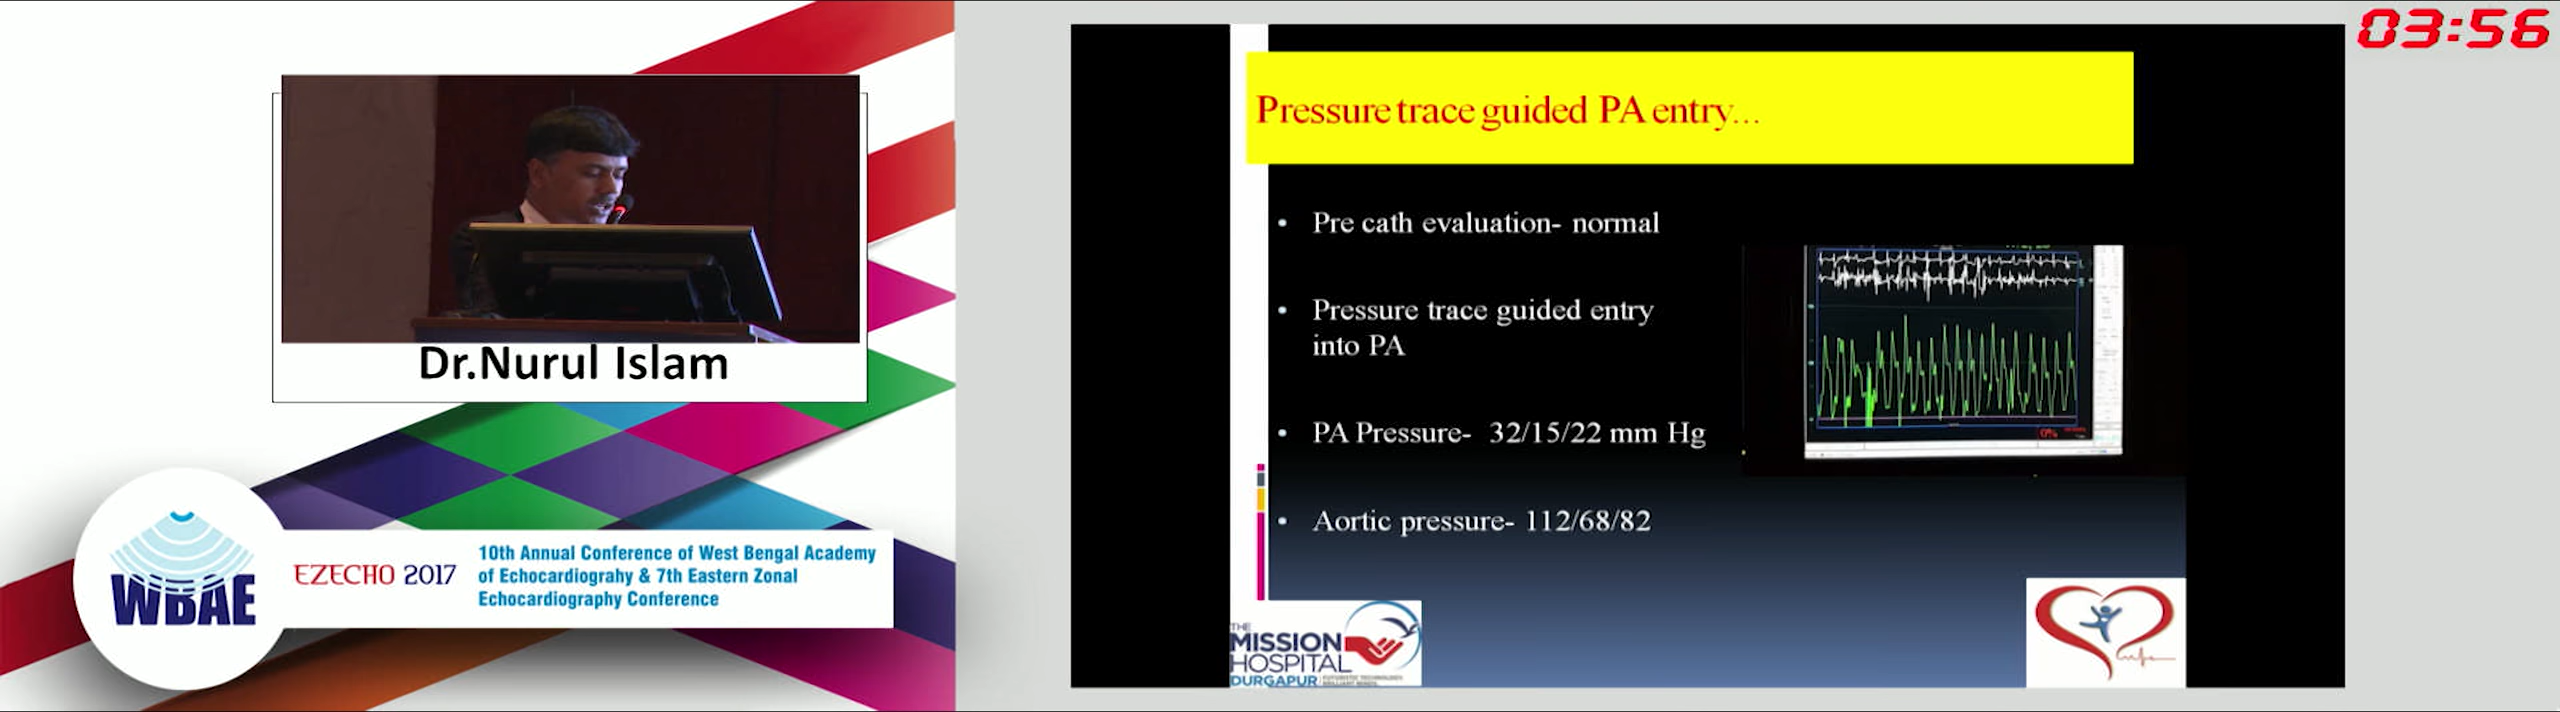 03:56
Dr.Nurul Islam
WBAE
EZECHO 2017
10th Annual Conference of West Bengal Academy
of Echocardiograhy & 7th Eastern Zonal
Echocardiography Conference
Pressure trace guided PA entry...
• Pre cath evaluation- normal
• Pressure trace guided entry
into PA
• PA Pressure- 32/15/22 mm Hg
• Aortic pressure- 112/68/82
0%
THE
MISSION
HOSPITAL
DURGAPUR